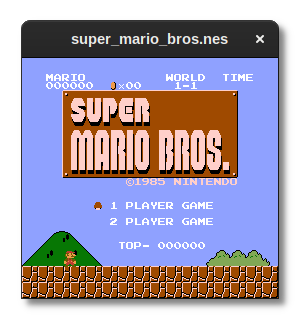 super_mario_bros.nes ×
MARIO WORLD TIME
000000 ×00 1-1
SUPER
MARIO BROS.
©1985 NINTENDO
1 PLAYER GAME
2 PLAYER GAME
TOP- 000000